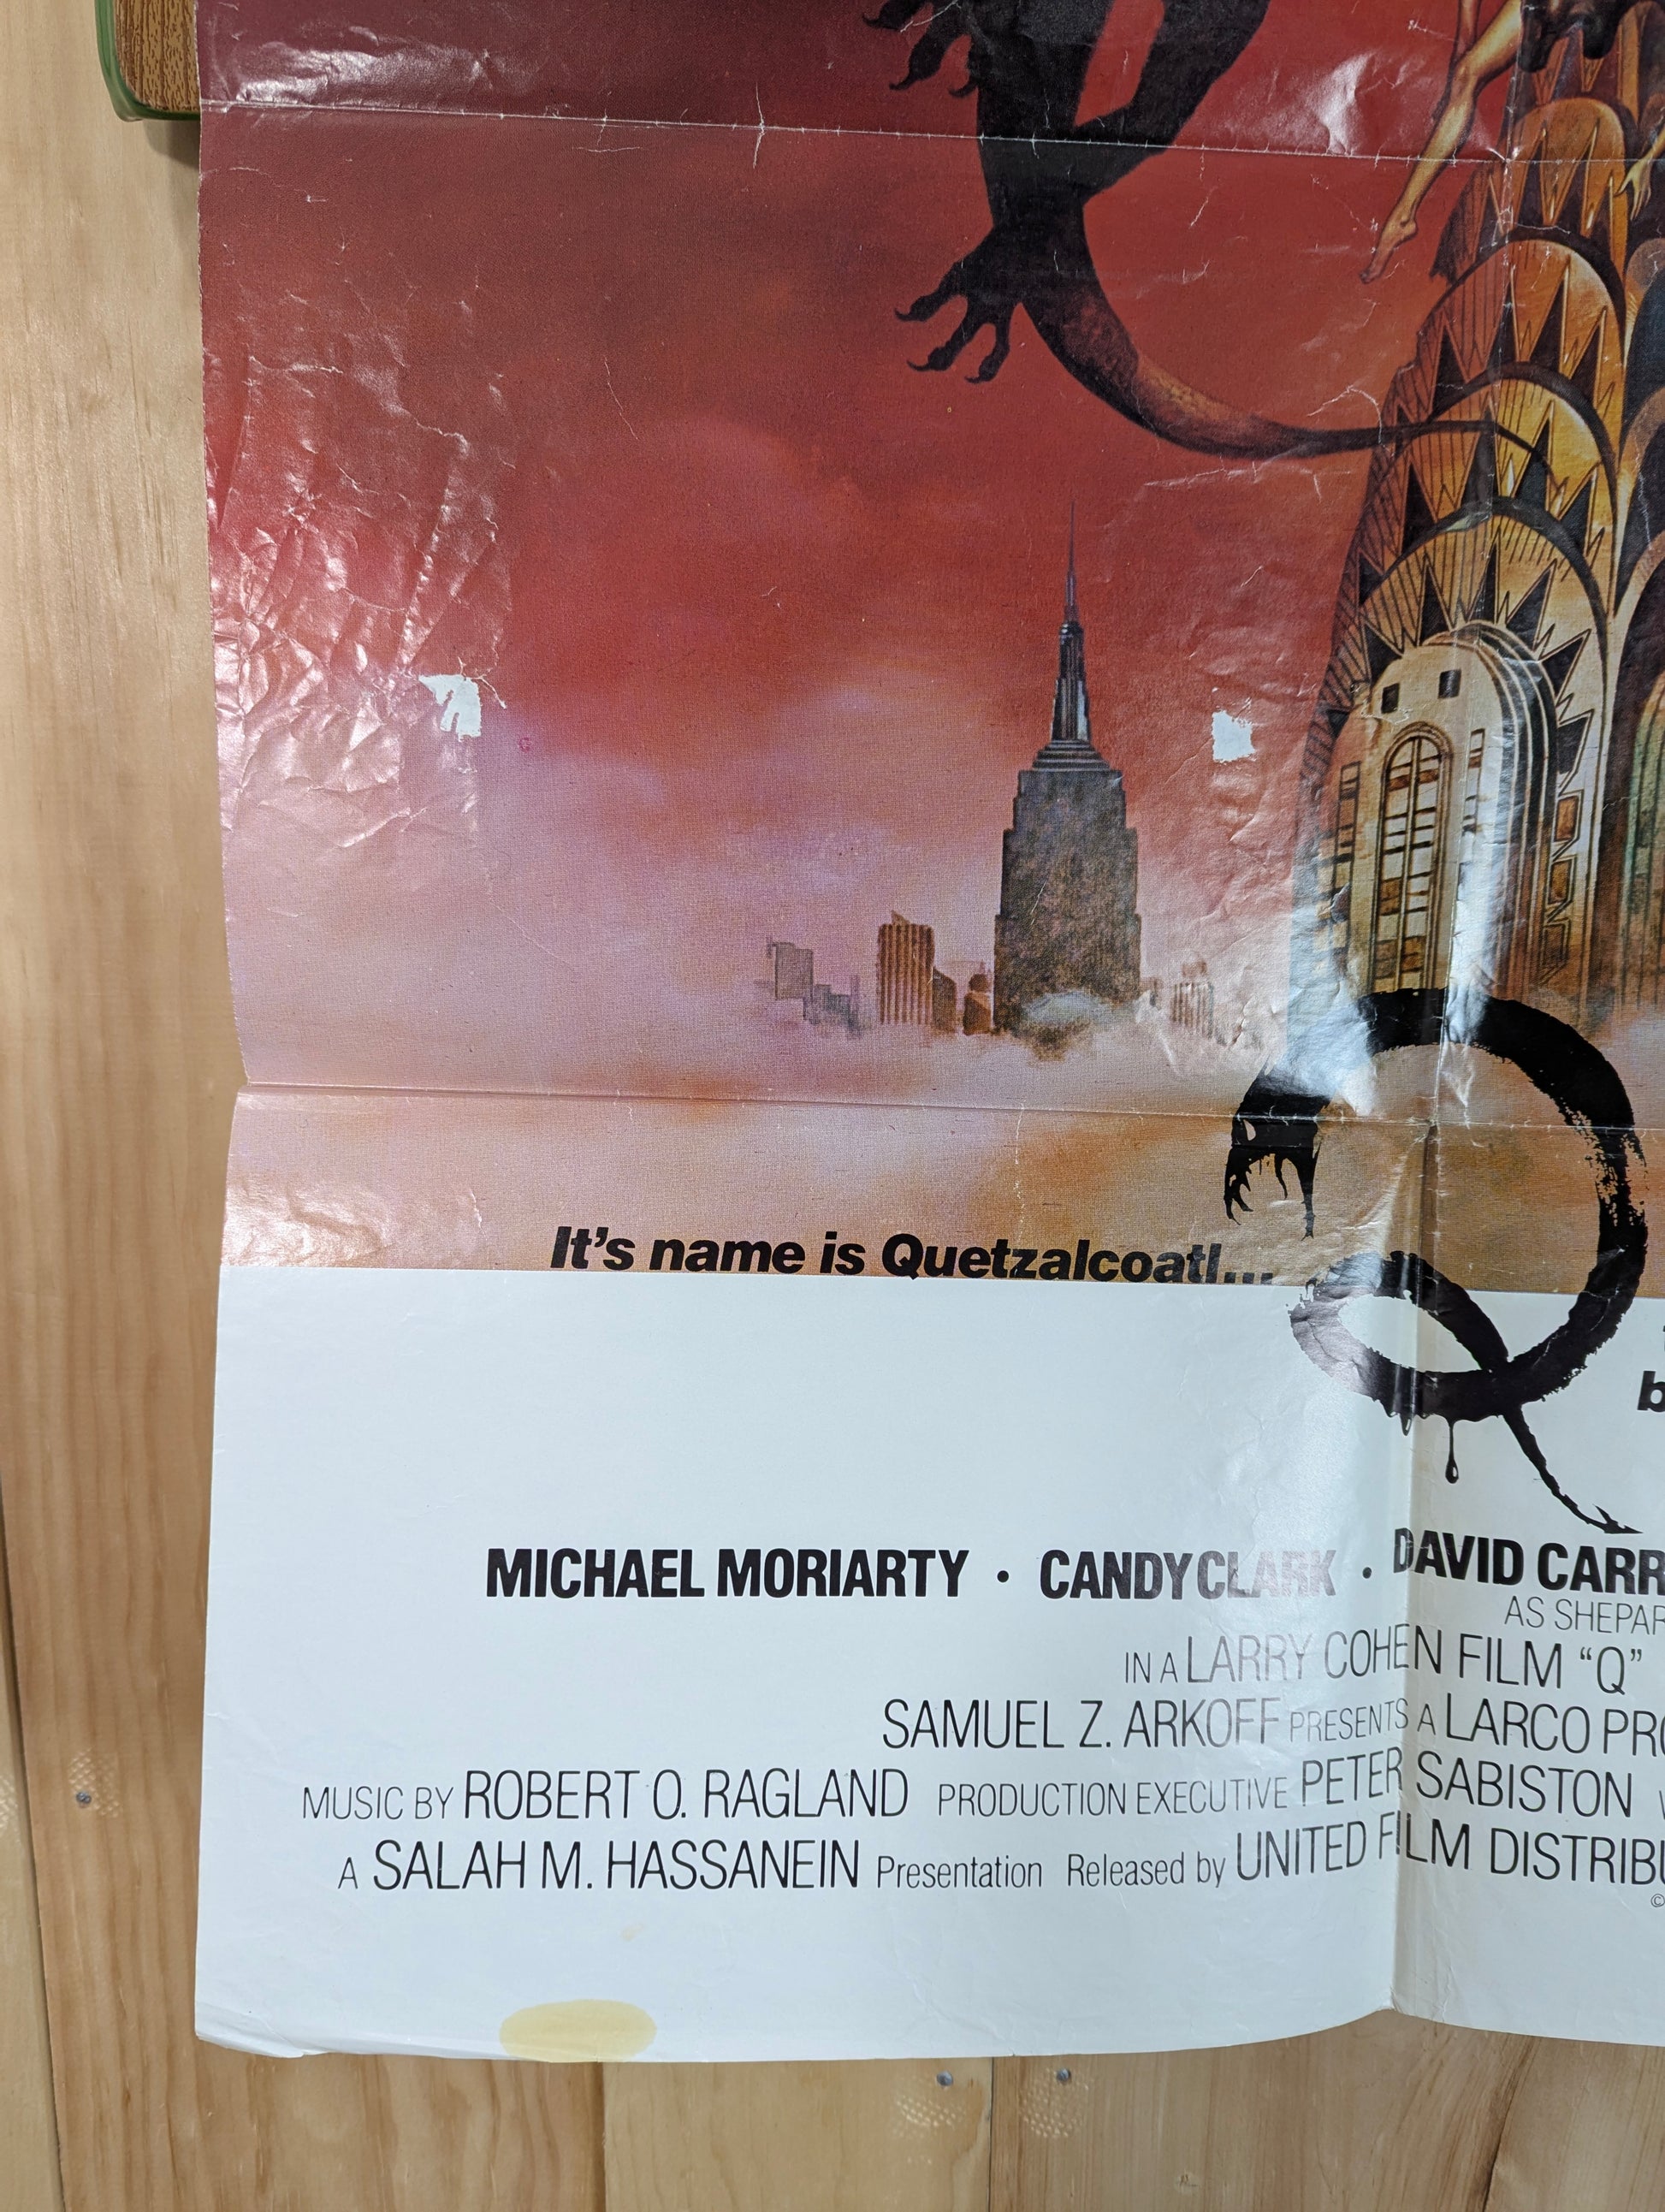 It's name is Quetzalcoatl...
Q
MICHAEL MORIARTY · CANDY CLARK · DAVID CARR
AS SHEPAR
IN A LARRY COHEN FILM “Q”
SAMUEL Z. ARKOFF PRESENTS A LARCO PRO
MUSIC BY ROBERT O. RAGLAND PRODUCTION EXECUTIVE PETER SABISTON
A SALAH M. HASSANEIN Presentation Released by UNITED FILM DISTRIBU
©